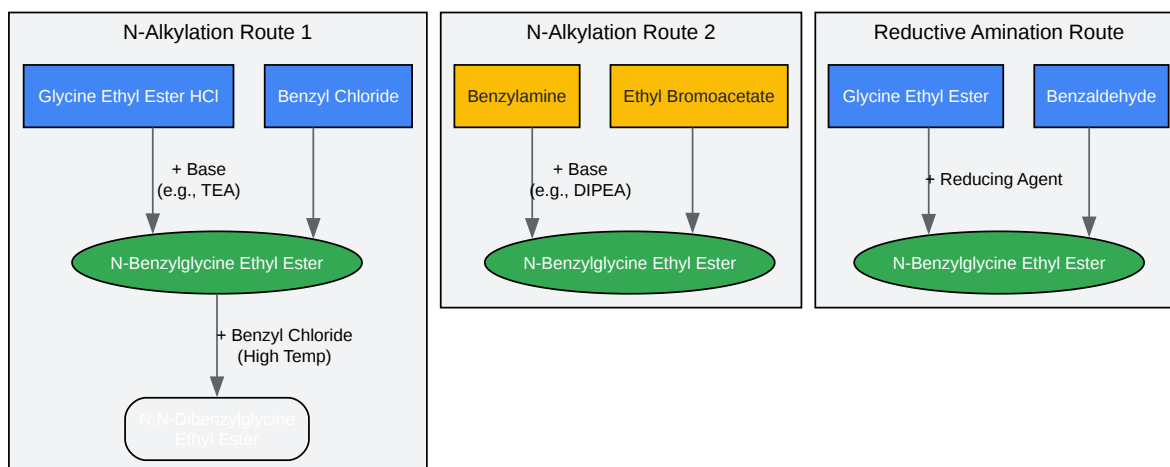 N-Alkylation Route 1
Glycine Ethyl Ester HCl
Benzyl Chloride
+ Base
(e.g., TEA)
N-Benzylglycine Ethyl Ester
+ Benzyl Chloride
(High Temp)
N,N-Dibenzylglycine
Ethyl Ester
N-Alkylation Route 2
Benzylamine
Ethyl Bromoacetate
+ Base
(e.g., DIPEA)
N-Benzylglycine Ethyl Ester
Reductive Amination Route
Glycine Ethyl Ester
Benzaldehyde
+ Reducing Agent
N-Benzylglycine Ethyl Ester